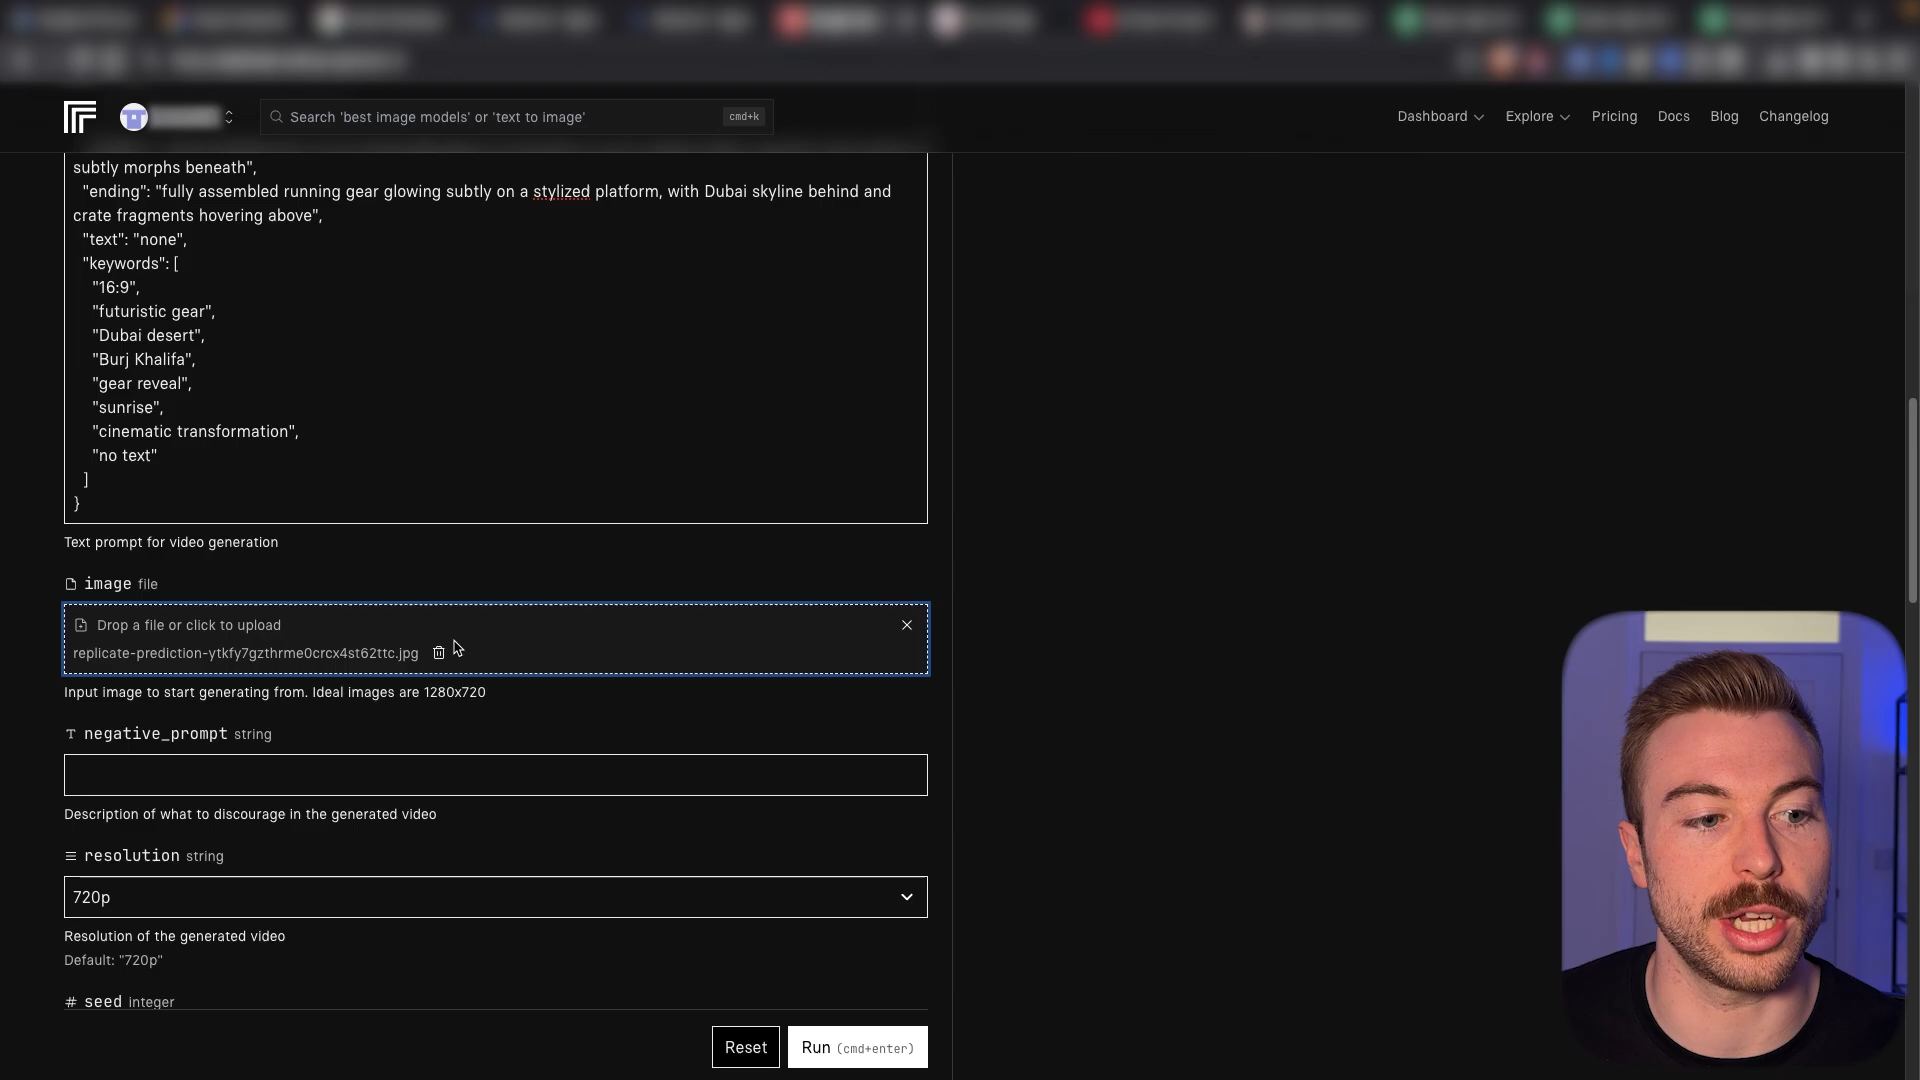 Search 'best image models' or 'text to image'
cmd+k
Dashboard
Explore
Pricing
Docs
Blog
Changelog
subtly morphs beneath",
"ending": "fully assembled running gear glowing subtly on a stylized platform, with Dubai skyline behind and
crate fragments hovering above",
"text": "none",
"keywords": [
"16:9",
"futuristic gear",
"Dubai desert",
"Burj Khalifa",
"gear reveal",
"sunrise",
"cinematic transformation",
"no text"
]
}
Text prompt for video generation
image file
Drop a file or click to upload
replicate-prediction-ytkfy7gzthrme0crcx4st62ttc.jpg
Input image to start generating from. Ideal images are 1280x720
negative_prompt string
Description of what to discourage in the generated video
resolution string
720p
Resolution of the generated video
Default: "720p"
# seed integer
Reset
Run (cmd+enter)